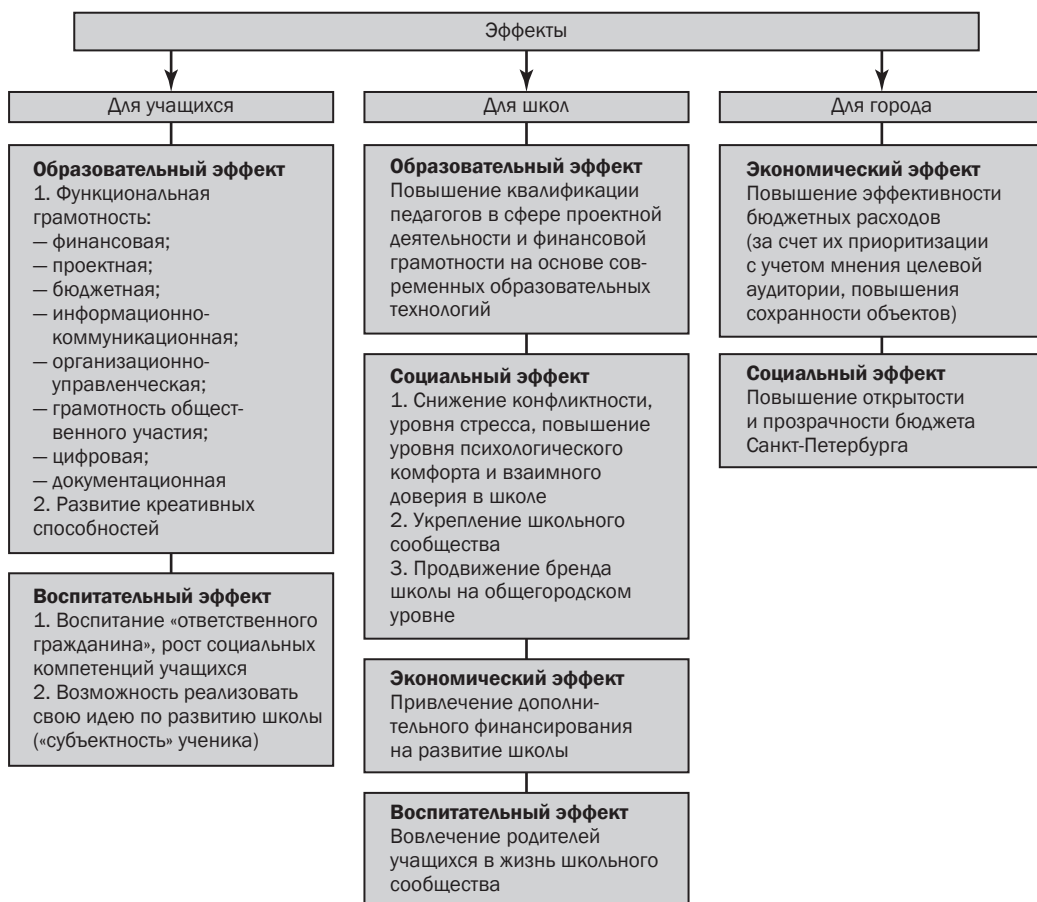 Эффекты
Для учащихся
Образовательный эффект
1. Функциональная
грамотность:
— финансовая;
— проектная;
— бюджетная;
— информационно-
коммуникационная;
— организационно-
управленческая;
— грамотность общест-
венного участия;
— цифровая;
— документационная
2. Развитие креативных
способностей
Воспитательный эффект
1. Воспитание «ответственного
гражданина», рост социальных
компетенций учащихся
2. Возможность реализовать
свою идею по развитию школы
(«субъектность» ученика)
Для школ
Образовательный эффект
Повышение квалификации
педагогов в сфере проектной
деятельности и финансовой
грамотности на основе сов-
ременных образовательных
технологий
Социальный эффект
1. Снижение конфликтности,
уровня стресса, повышение
уровня психологического
комфорта и взаимного
доверия в школе
2. Укрепление школьного
сообщества
3. Продвижение бренда
школы на общегородском
уровне
Экономический эффект
Привлечение дополни-
тельного финансирования
на развитие школы
Воспитательный эффект
Вовлечение родителей
учащихся в жизнь школьного
сообщества
Для города
Экономический эффект
Повышение эффективности
бюджетных расходов
(за счет их приоритизации
с учетом мнения целевой
аудитории, повышения
сохранности объектов)
Социальный эффект
Повышение открытости
и прозрачности бюджета
Санкт-Петербурга